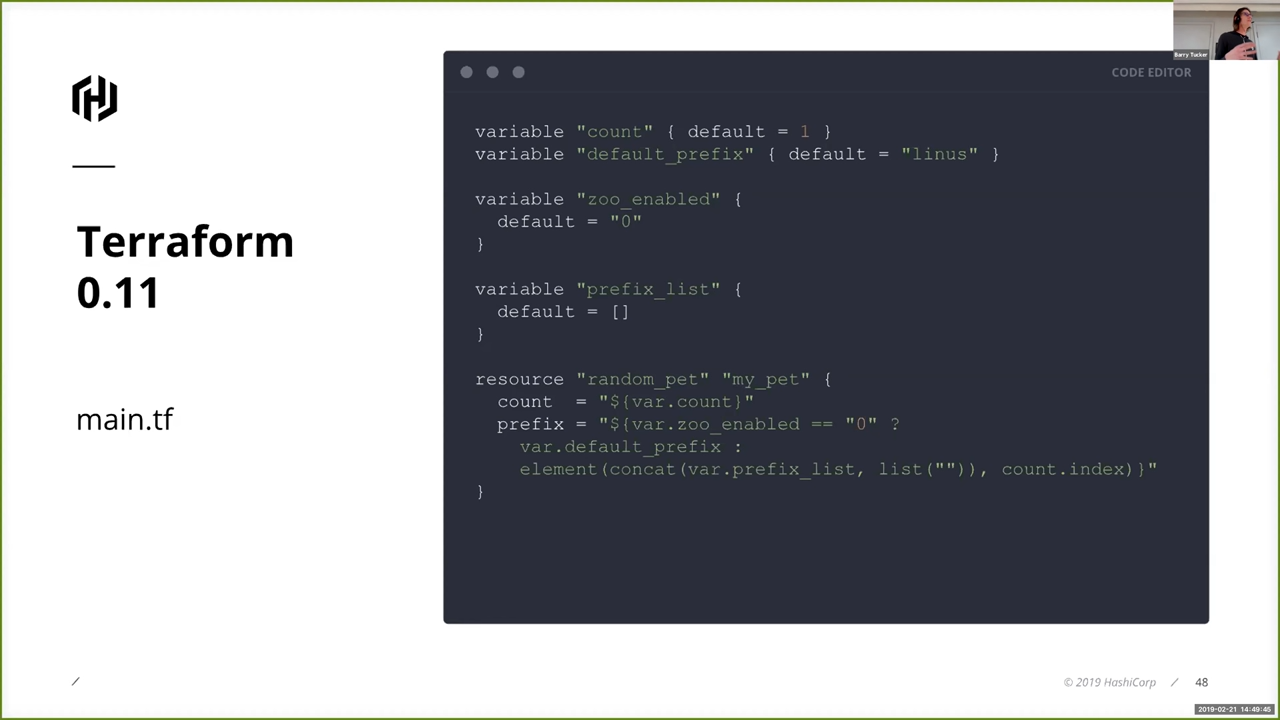 Barry Tucker
CODE EDITOR
Terraform
0.11
main.tf
variable "count" { default = 1 }
variable "default_prefix" { default = "linus" }
variable "zoo_enabled" {
  default = "0"
}
variable "prefix_list" {
  default = []
}
resource "random_pet" "my_pet" {
  count  = "${var.count}"
  prefix = "${var.zoo_enabled == "0" ?
    var.default_prefix :
    element(concat(var.prefix_list, list("")), count.index)}"
}
/
© 2019 HashiCorp / 48
2019-02-21 14:49:45